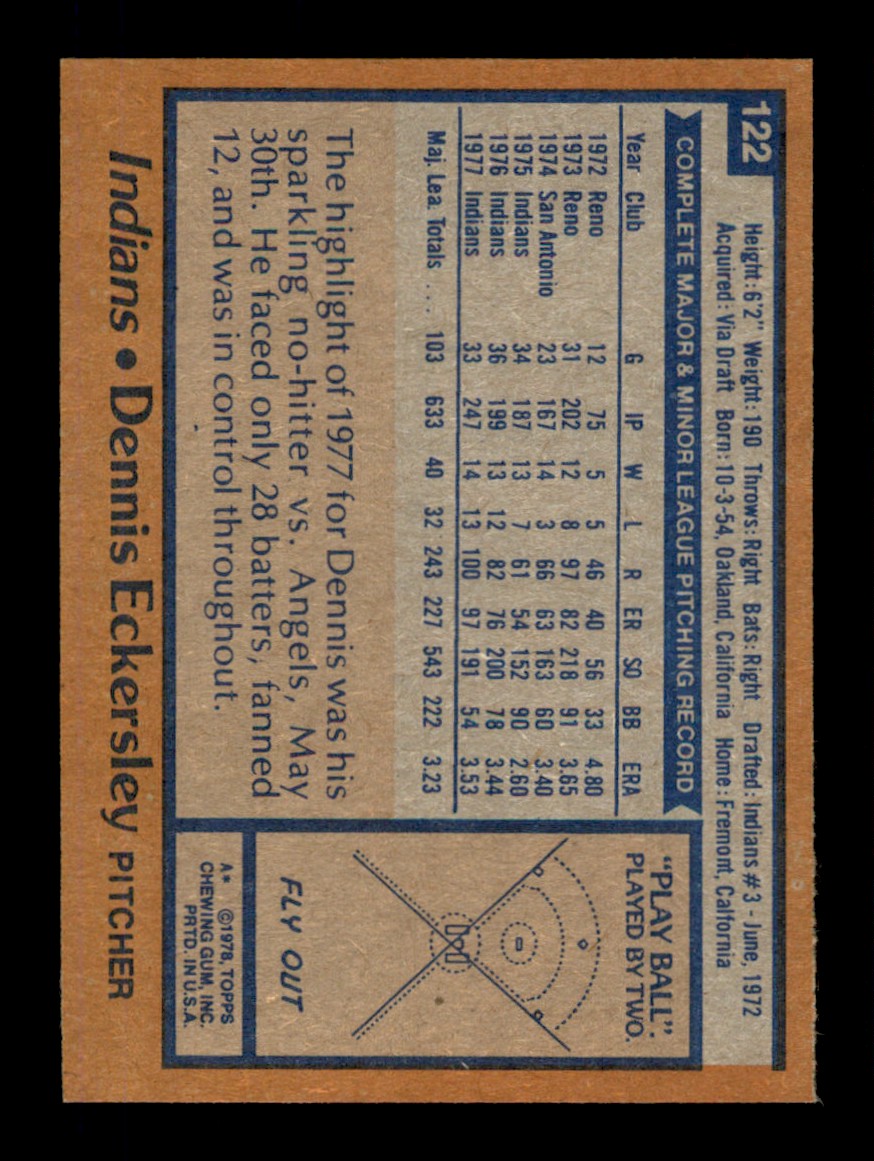 122
Height: 6'2" Weight: 190 Throws: Right Bats: Right Drafted: Indians #3 - June, 1972
Acquired: Via Draft Born: 10-3-54, Oakland, California Home: Fremont, Calfornia
COMPLETE MAJOR & MINOR LEAGUE PITCHING RECORD
Year Club G IP W L R ER SO BB ERA
1972 Reno 12 75 5 5 46 40 56 33 4.80
1973 Reno 31 202 12 8 97 82 218 91 3.65
1974 San Antonio 23 167 14 3 66 63 163 60 3.40
1975 Indians 34 187 13 7 61 54 152 90 2.60
1976 Indians 36 199 13 12 82 76 200 78 3.44
1977 Indians 33 247 14 13 100 97 191 54 3.53
Maj. Lea. Totals ... 103 633 40 32 243 227 543 222 3.23
The highlight of 1977 for Dennis was his
sparkling no-hitter vs. Angels, May
30th. He faced only 28 batters, fanned
12, and was in control throughout.
"PLAY BALL":
PLAYED BY TWO.
FLY OUT
A* ©1978, TOPPS
CHEWING GUM, INC.
PRTD. IN U.S.A.
Indians • Dennis Eckersley PITCHER